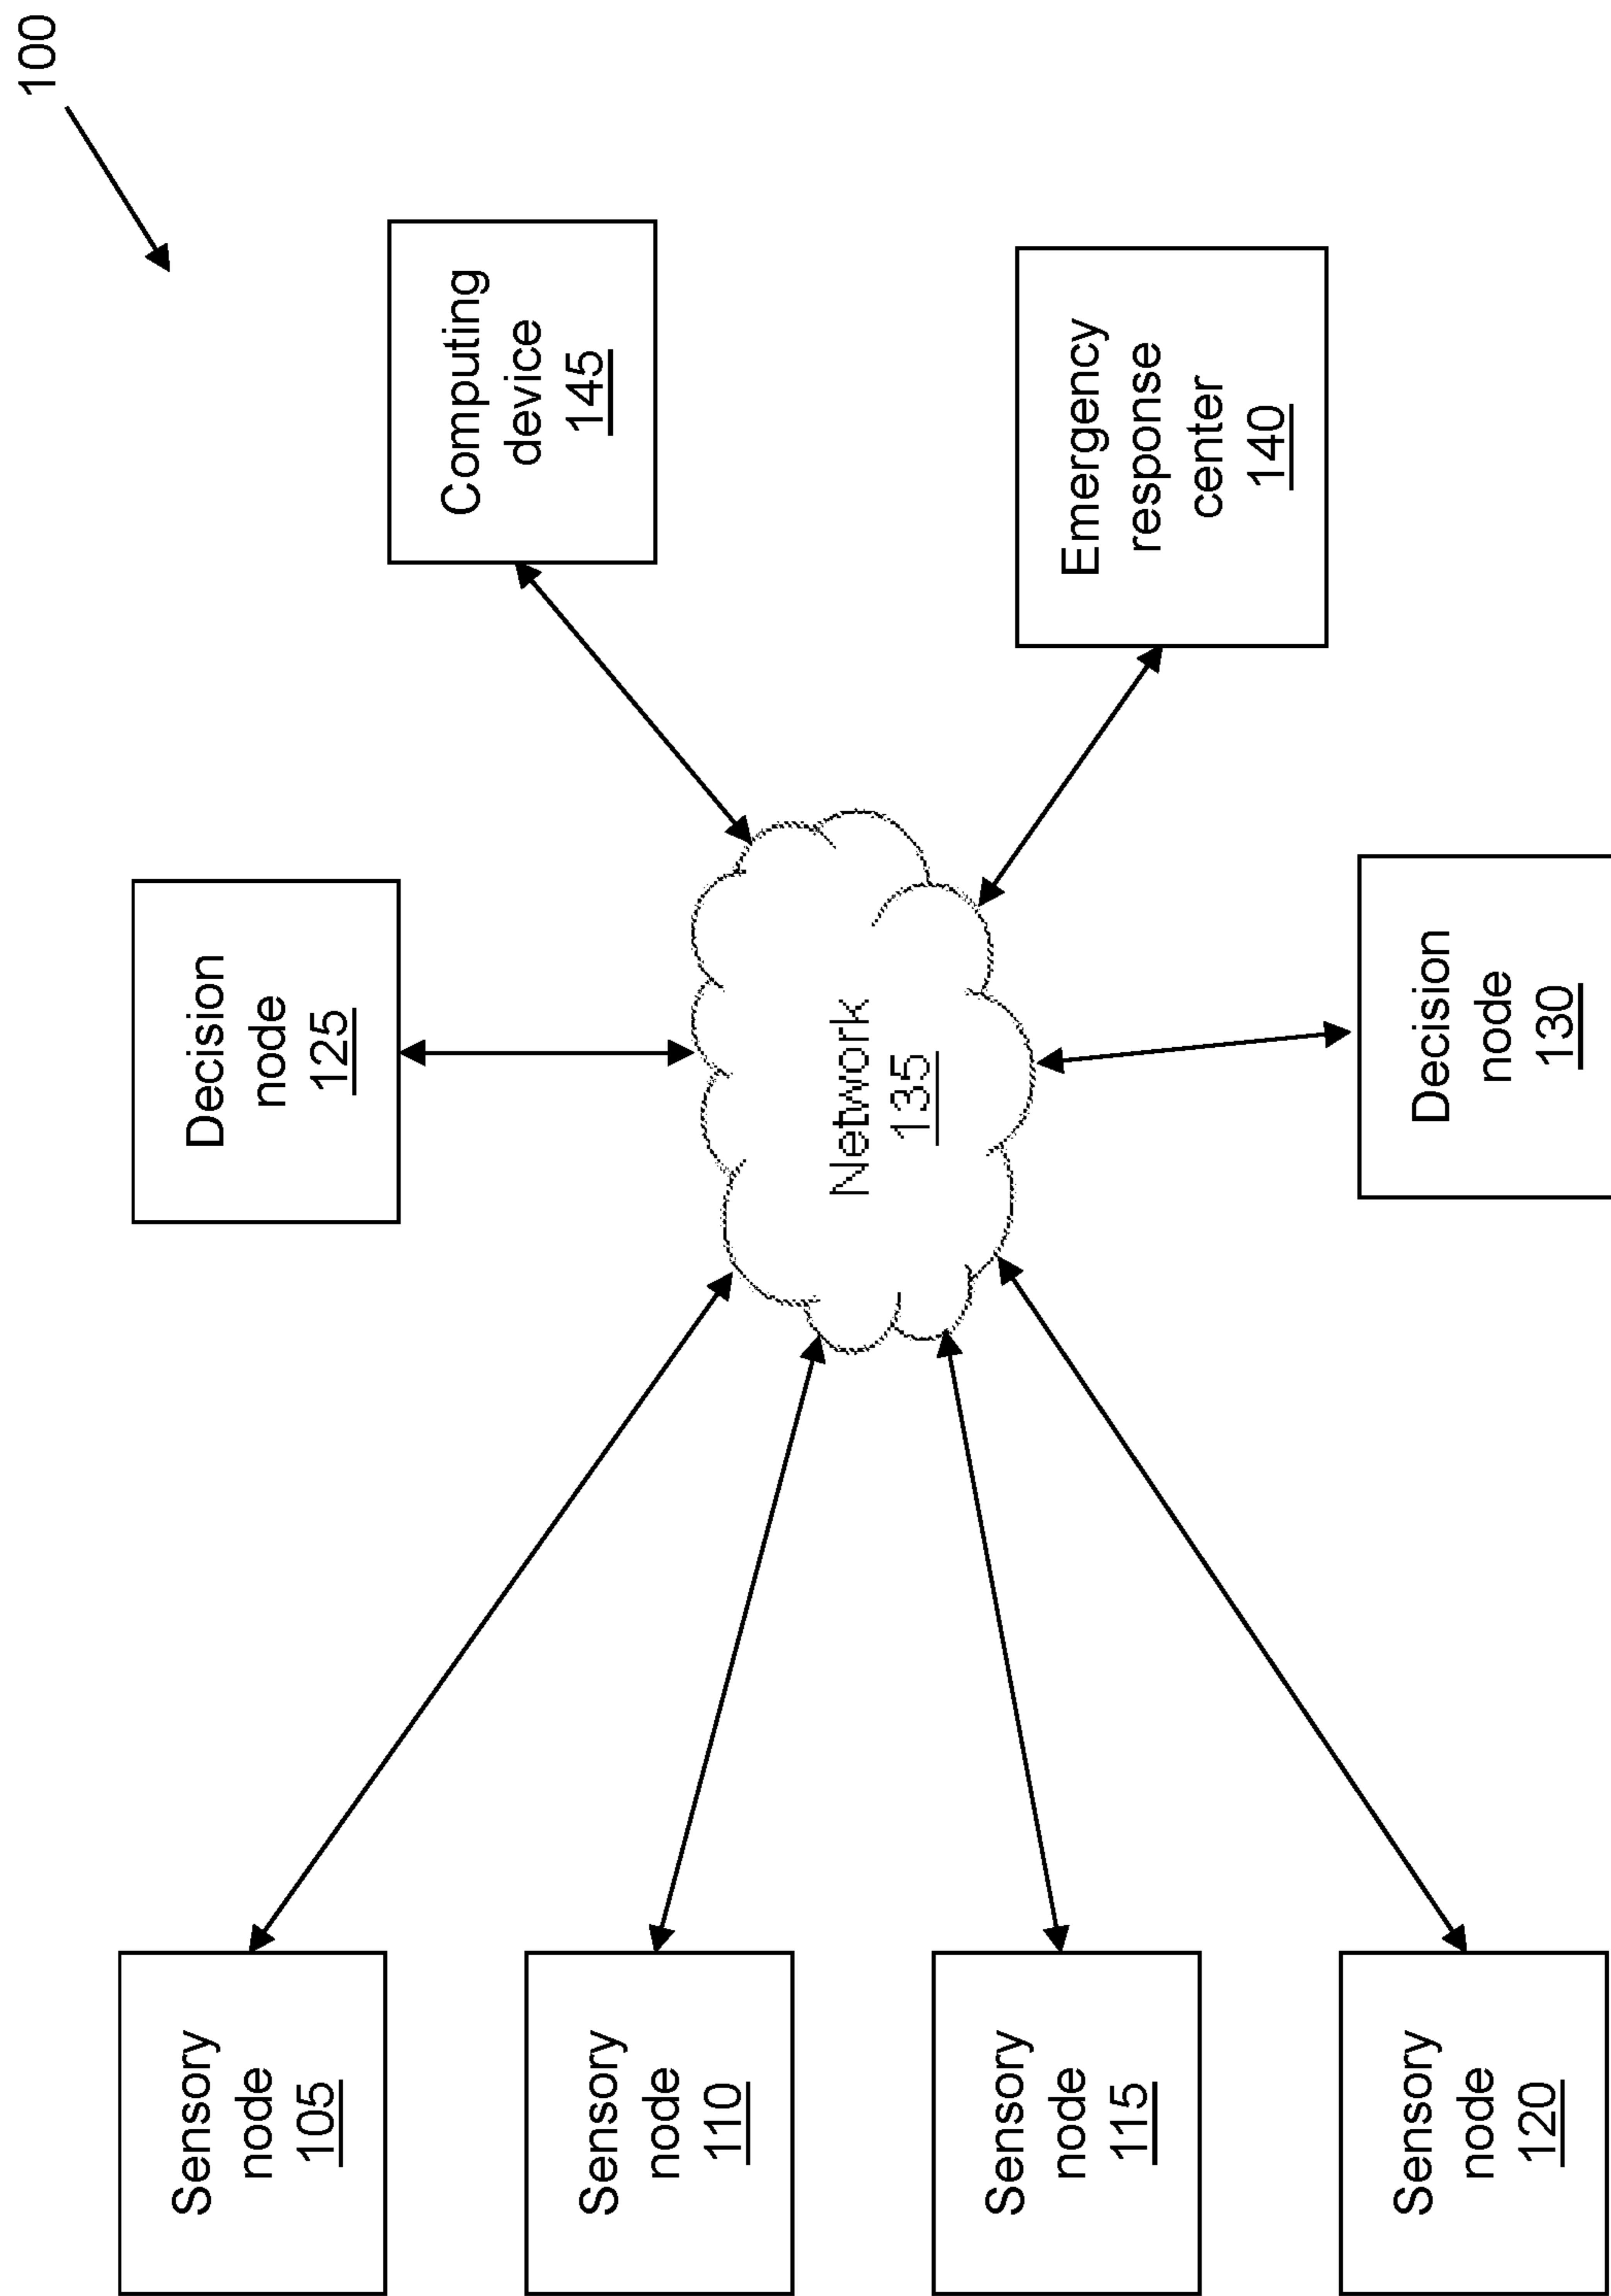 100
Sensory
node
105
Sensory
node
110
Sensory
node
115
Sensory
node
120
Decision
node
125
Network
135
Decision
node
130
Computing
device
145
Emergency
response
center
140